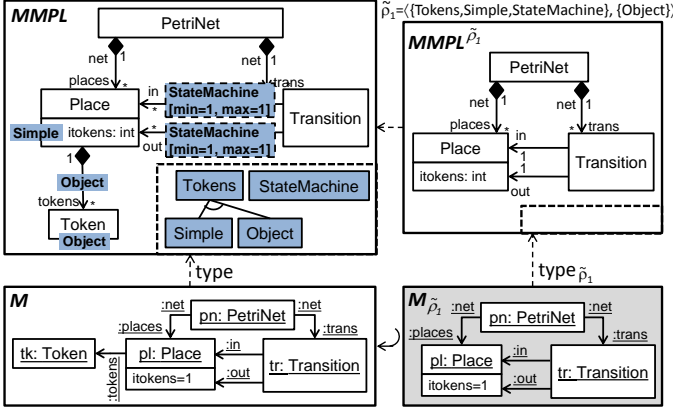 MMPL
PetriNet
net 1
1 net
places *
* trans
Place
Simple
itokens: int
in
*
StateMachine
[min=1, max=1]
*
out
StateMachine
[min=1, max=1]
Transition
1
Object
tokens *
Token
Object
Tokens
StateMachine
Simple
Object
ρ̃₁=⟨{Tokens,Simple,StateMachine}, {Object}⟩
MMPL ρ̃₁
PetriNet
net 1
net 1
places *
* trans
Place
itokens: int
in
1
1
out
Transition
type
type ρ̃₁
M
:net
pn: PetriNet
:net
:places
:trans
tk: Token
:tokens
pl: Place
itokens=1
:in
:out
tr: Transition
M ρ̃₁
:net
pn: PetriNet
:net
:places
:trans
pl: Place
itokens=1
:in
:out
tr: Transition